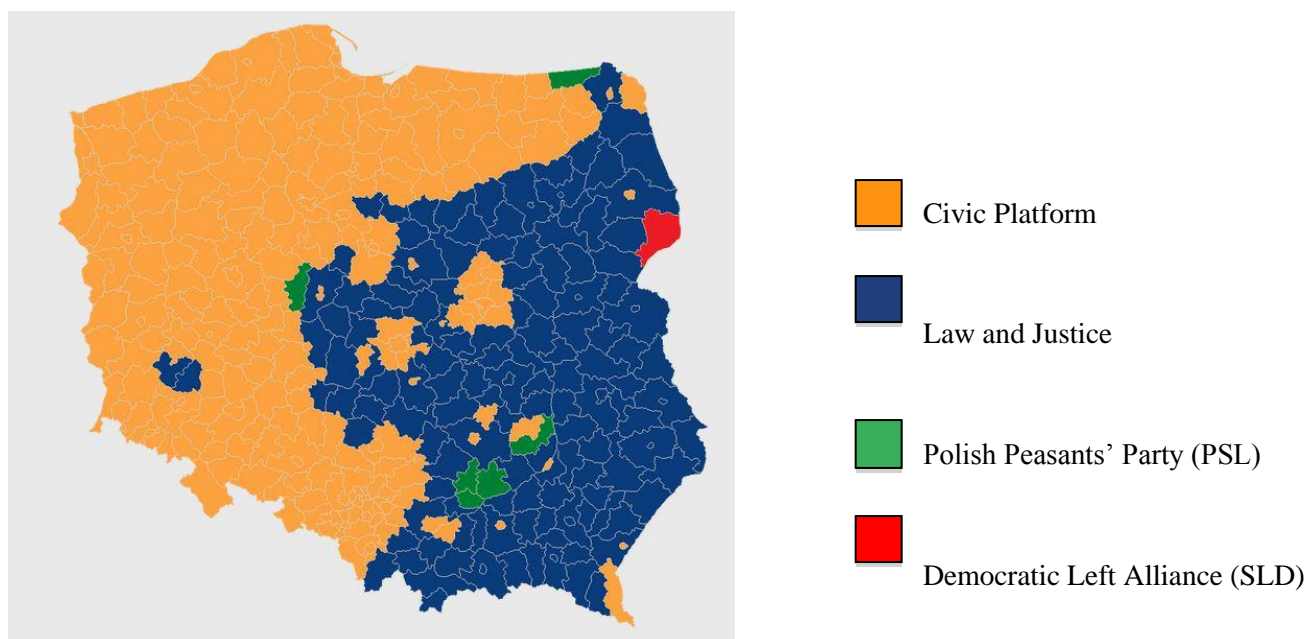 Civic Platform
Law and Justice
Polish Peasants’ Party (PSL)
Democratic Left Alliance (SLD)